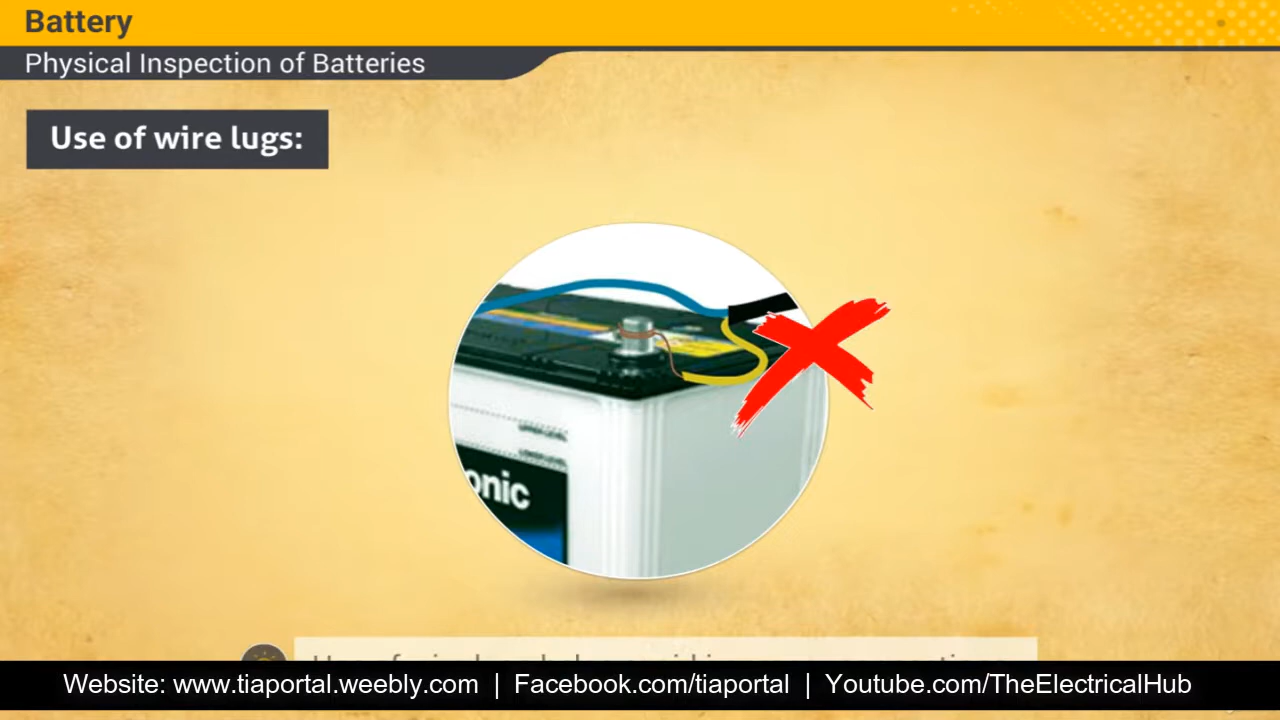 Battery
Physical Inspection of Batteries
Use of wire lugs:
onic
Website: www.tiaportal.weebly.com | Facebook.com/tiaportal | Youtube.com/TheElectricalHub